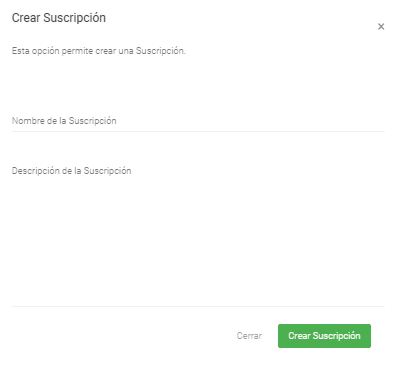 Crear Suscripción
×
Esta opción permite crear una Suscripción.
Nombre de la Suscripción
Descripción de la Suscripción
Cerrar
Crear Suscripción